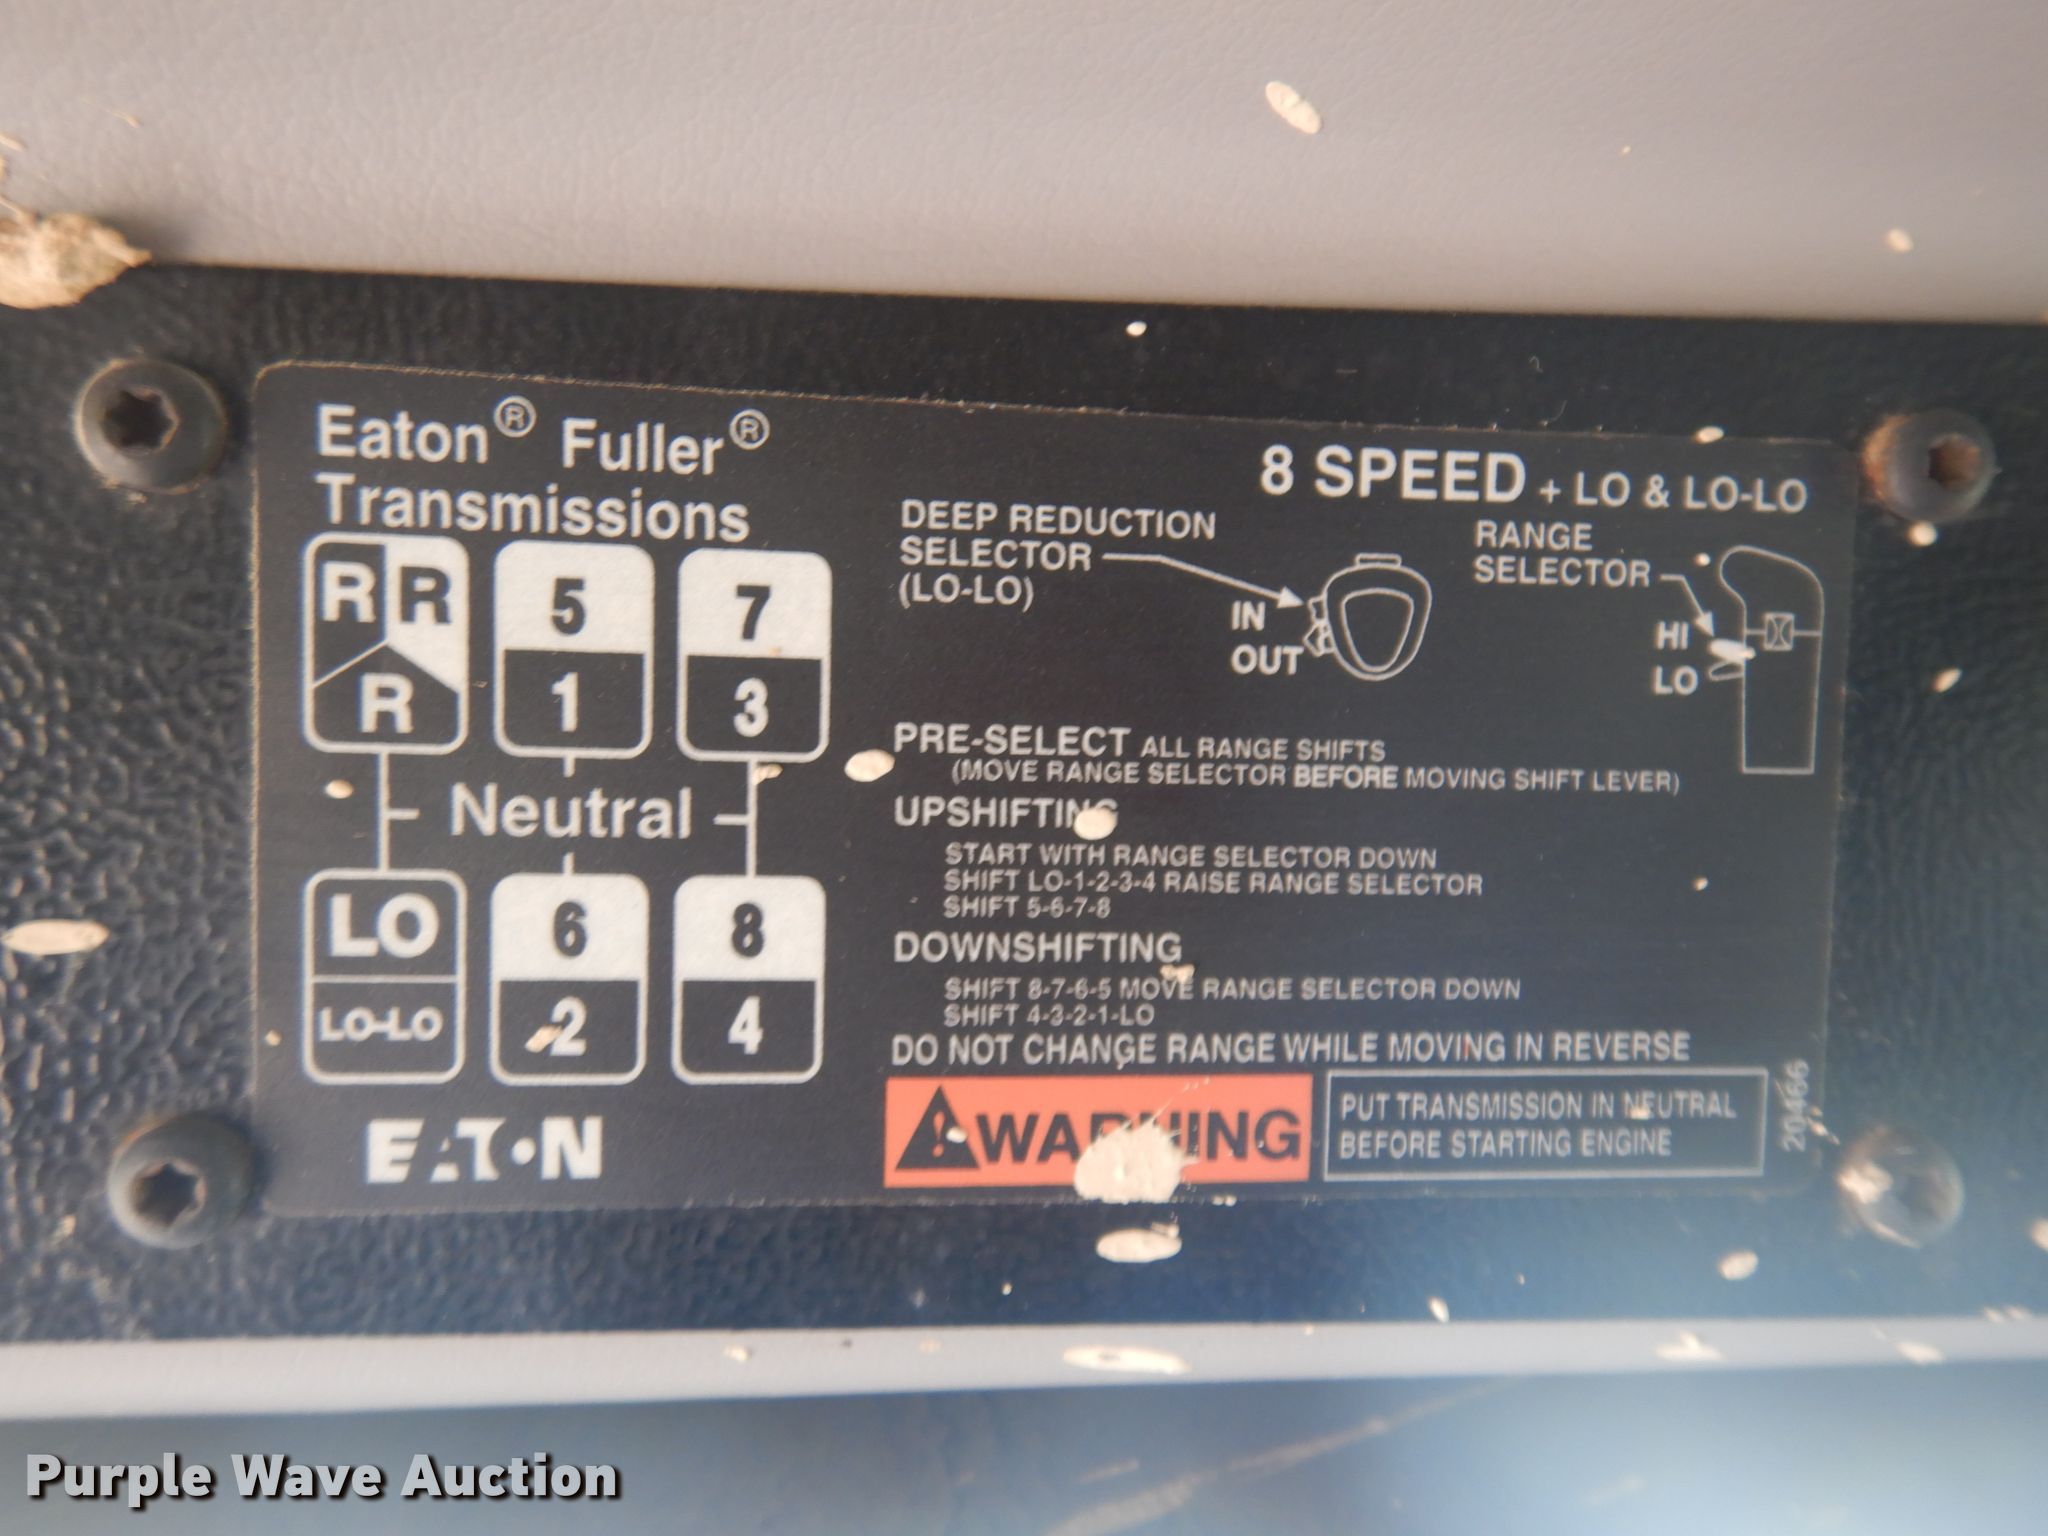 Eaton® Fuller®
Transmissions
R R
R
5
1
7
3
Neutral
LO
LO-LO
6
2
8
4
EATON
8 SPEED + LO & LO-LO
DEEP REDUCTION
SELECTOR
(LO-LO)
IN
OUT
RANGE
SELECTOR
HI
LO
PRE-SELECT ALL RANGE SHIFTS
(MOVE RANGE SELECTOR BEFORE MOVING SHIFT LEVER)
UPSHIFTING
START WITH RANGE SELECTOR DOWN
SHIFT LO-1-2-3-4 RAISE RANGE SELECTOR
SHIFT 5-6-7-8
DOWNSHIFTING
SHIFT 8-7-6-5 MOVE RANGE SELECTOR DOWN
SHIFT 4-3-2-1-LO
DO NOT CHANGE RANGE WHILE MOVING IN REVERSE
WARNING
PUT TRANSMISSION IN NEUTRAL
BEFORE STARTING ENGINE
204466
Purple Wave Auction